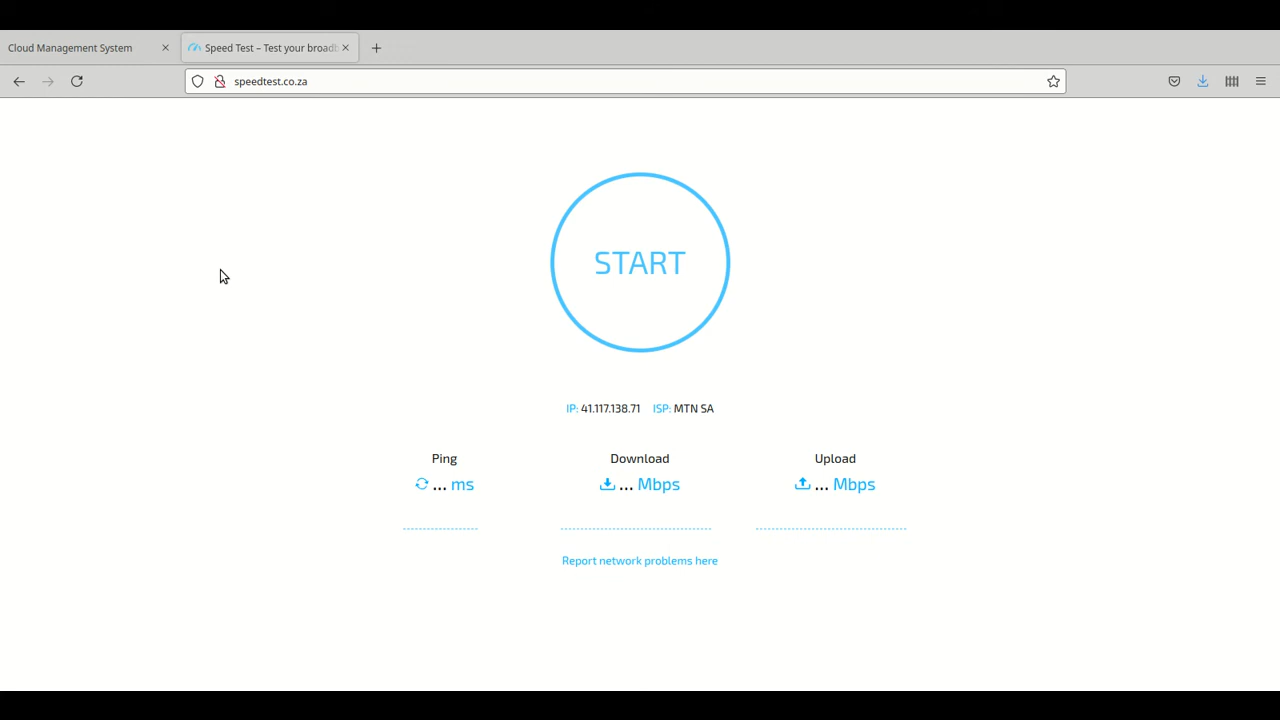 Cloud Management System
Speed Test – Test your broadb
speedtest.co.za
START
IP: 41.117.138.71 ISP: MTN SA
Ping Download Upload
... ms ... Mbps ... Mbps
Report network problems here